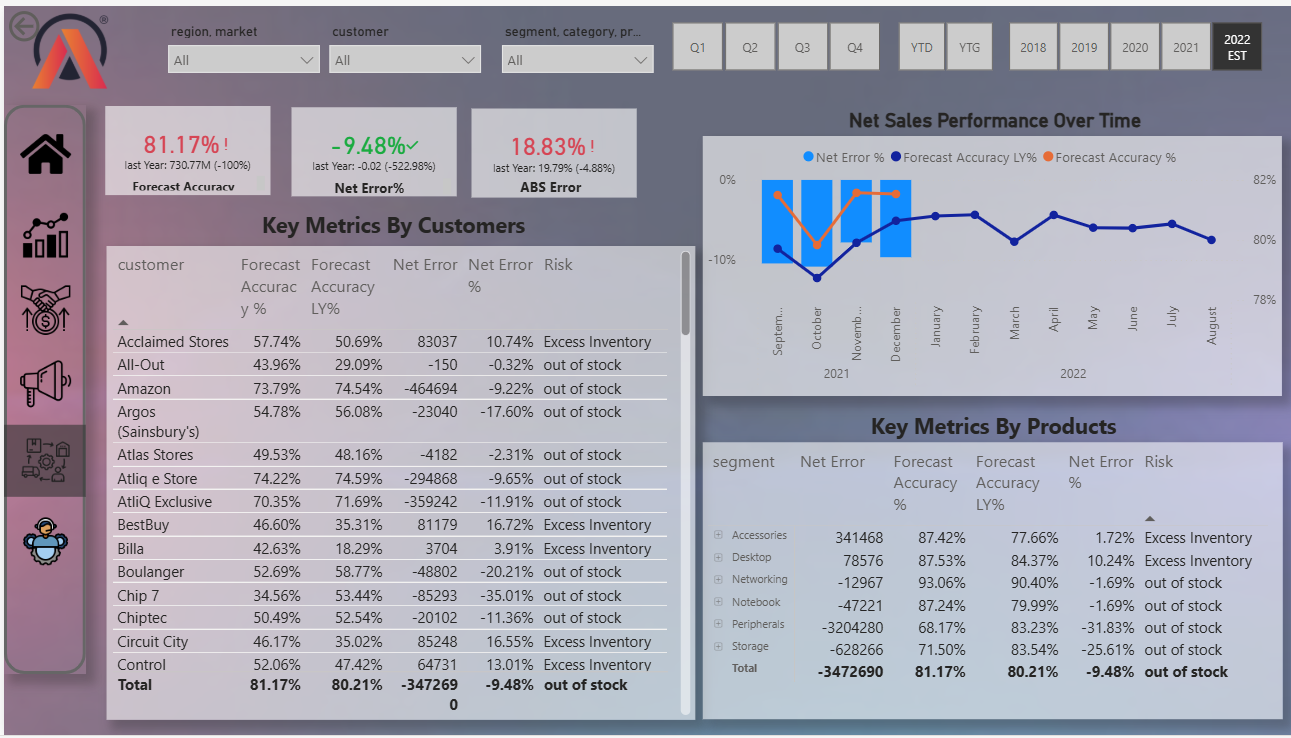 ®
region, market
customer
segment, category, pr...
All
All
All
Q1
Q2
Q3
Q4
YTD
YTG
2018
2019
2020
2021
2022
EST
81.17% !
last Year: 730.77M (-100%)
Forecast Accuracy
-9.48%✓
last Year: -0.02 (-522.98%)
Net Error%
18.83% !
last Year: 19.79% (-4.88%)
ABS Error
Key Metrics By Customers
customer Forecast Accurac y % Forecast Accuracy LY% Net Error Net Error % Risk
Acclaimed Stores 57.74% 50.69% 83037 10.74% Excess Inventory
All-Out 43.96% 29.09% -150 -0.32% out of stock
Amazon 73.79% 74.54% -464694 -9.22% out of stock
Argos 54.78% 56.08% -23040 -17.60% out of stock
(Sainsbury's)
Atlas Stores 49.53% 48.16% -4182 -2.31% out of stock
Atliq e Store 74.22% 74.59% -294868 -9.65% out of stock
AtliQ Exclusive 70.35% 71.69% -359242 -11.91% out of stock
BestBuy 46.60% 35.31% 81179 16.72% Excess Inventory
Billa 42.63% 18.29% 3704 3.91% Excess Inventory
Boulanger 52.69% 58.77% -48802 -20.21% out of stock
Chip 7 34.56% 53.44% -85293 -35.01% out of stock
Chiptec 50.49% 52.54% -20102 -11.36% out of stock
Circuit City 46.17% 35.02% 85248 16.55% Excess Inventory
Control 52.06% 47.42% 64731 13.01% Excess Inventory
Total 81.17% 80.21% -347269 -9.48% out of stock
0
Net Sales Performance Over Time
Net Error % Forecast Accuracy LY% Forecast Accuracy %
0%
-10%
82%
80%
78%
Septem...
October
Novemb...
December
January
February
March
April
May
June
July
August
2021
2022
Key Metrics By Products
segment Net Error Forecast Accuracy % Forecast Accuracy LY% Net Error % Risk
Accessories 341468 87.42% 77.66% 1.72% Excess Inventory
Desktop 78576 87.53% 84.37% 10.24% Excess Inventory
Networking -12967 93.06% 90.40% -1.69% out of stock
Notebook -47221 87.24% 79.99% -1.69% out of stock
Peripherals -3204280 68.17% 83.23% -31.83% out of stock
Storage -628266 71.50% 83.54% -25.61% out of stock
Total -3472690 81.17% 80.21% -9.48% out of stock